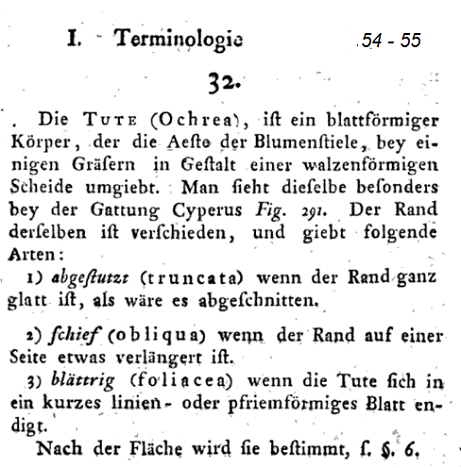 I. Terminologie 54 - 55
32.
Die TUTE (Ochrea), iſt ein blattförmiger
Körper, der die Aeſte der Blumenſtiele, bey ei-
nigen Gräſern in Geſtalt einer walzenförmigen
Scheide umgiebt. Man ſieht dieſelbe beſonders
bey der Gattung Cyperus Fig. 291. Der Rand
derſelben iſt verſchieden, und giebt folgende
Arten:
1) abgeſtutzt (truncata) wenn der Rand ganz
glatt iſt, als wäre es abgeſchnitten.
2) ſchief (obliqua) wenn der Rand auf einer
Seite etwas verlängert iſt.
3) blättrig (foliacea) wenn die Tute ſich in
ein kurzes linien- oder pfriemförmiges Blatt en-
digt.
Nach der Fläche wird ſie beſtimmt, ſ. §. 6.